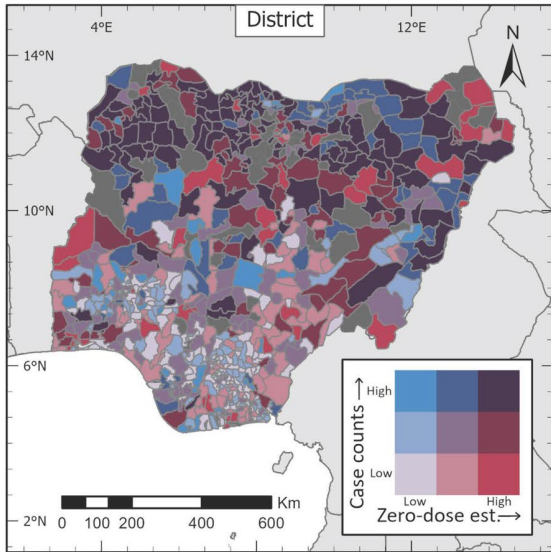 District
4°E
12°E
14°N
N
10°N
6°N
2°N
Km
0 100 200 400 600
High
Case counts →
Low
Low
High
Zero-dose est. →